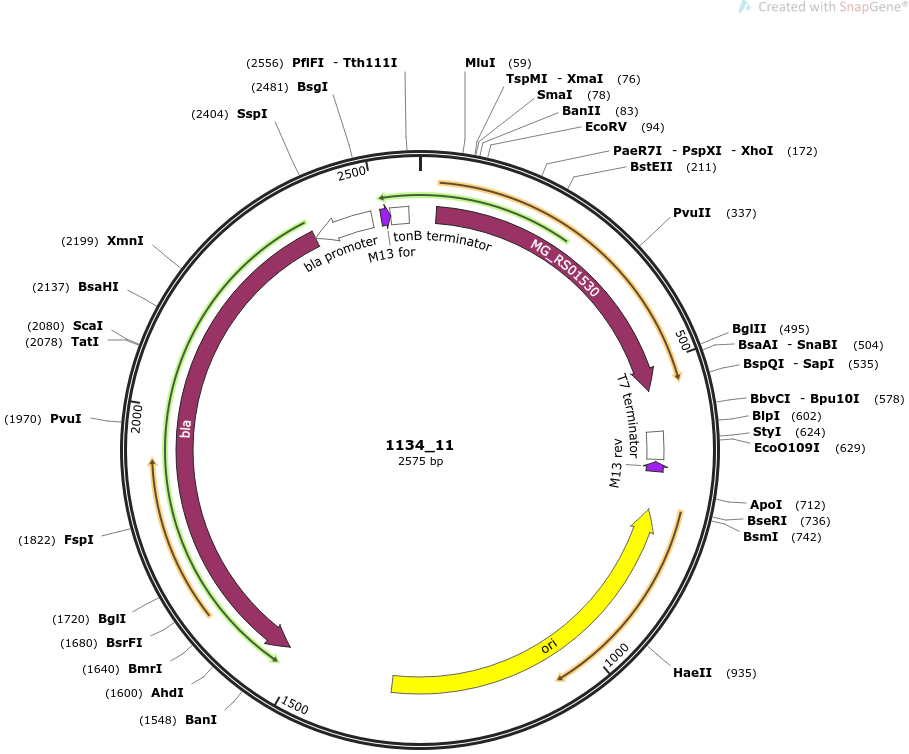 Created with SnapGene®
(2556) PflFI - Tth111I
(2481) BsgI
(2404) SspI
MluI (59)
TspMI - XmaI (76)
SmaI (78)
BanII (83)
EcoRV (94)
PaeR7I - PspXI - XhoI (172)
BstEII (211)
PvuII (337)
BglII (495)
BsaAI - SnaBI (504)
BspQI - SapI (535)
BbvCI - Bpu10I (578)
BlpI (602)
StyI (624)
EcoO109I (629)
ApoI (712)
BseRI (736)
BsmI (742)
HaeII (935)
(2199) XmnI
(2137) BsaHI
(2080) ScaI
(2078) TatI
(1970) PvuI
(1822) FspI
(1720) BglI
(1680) BsrFI
(1640) BmrI
(1600) AhdI
(1548) BanI
2500
500
1000
1500
2000
bla promoter
M13 for
tonB terminator
MG_RS01530
T7 terminator
M13 rev
ori
bla
1134_11
2575 bp